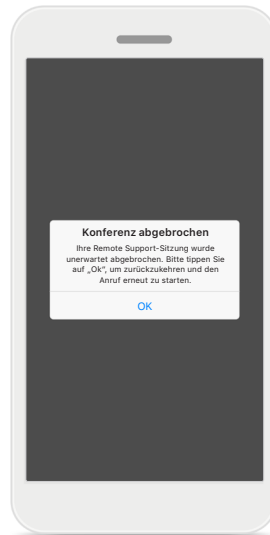 Konferenz abgebrochen
Ihre Remote Support-Sitzung wurde
unerwartet abgebrochen. Bitte tippen Sie
auf „Ok“, um zurückzukehren und den
Anruf erneut zu starten.
OK